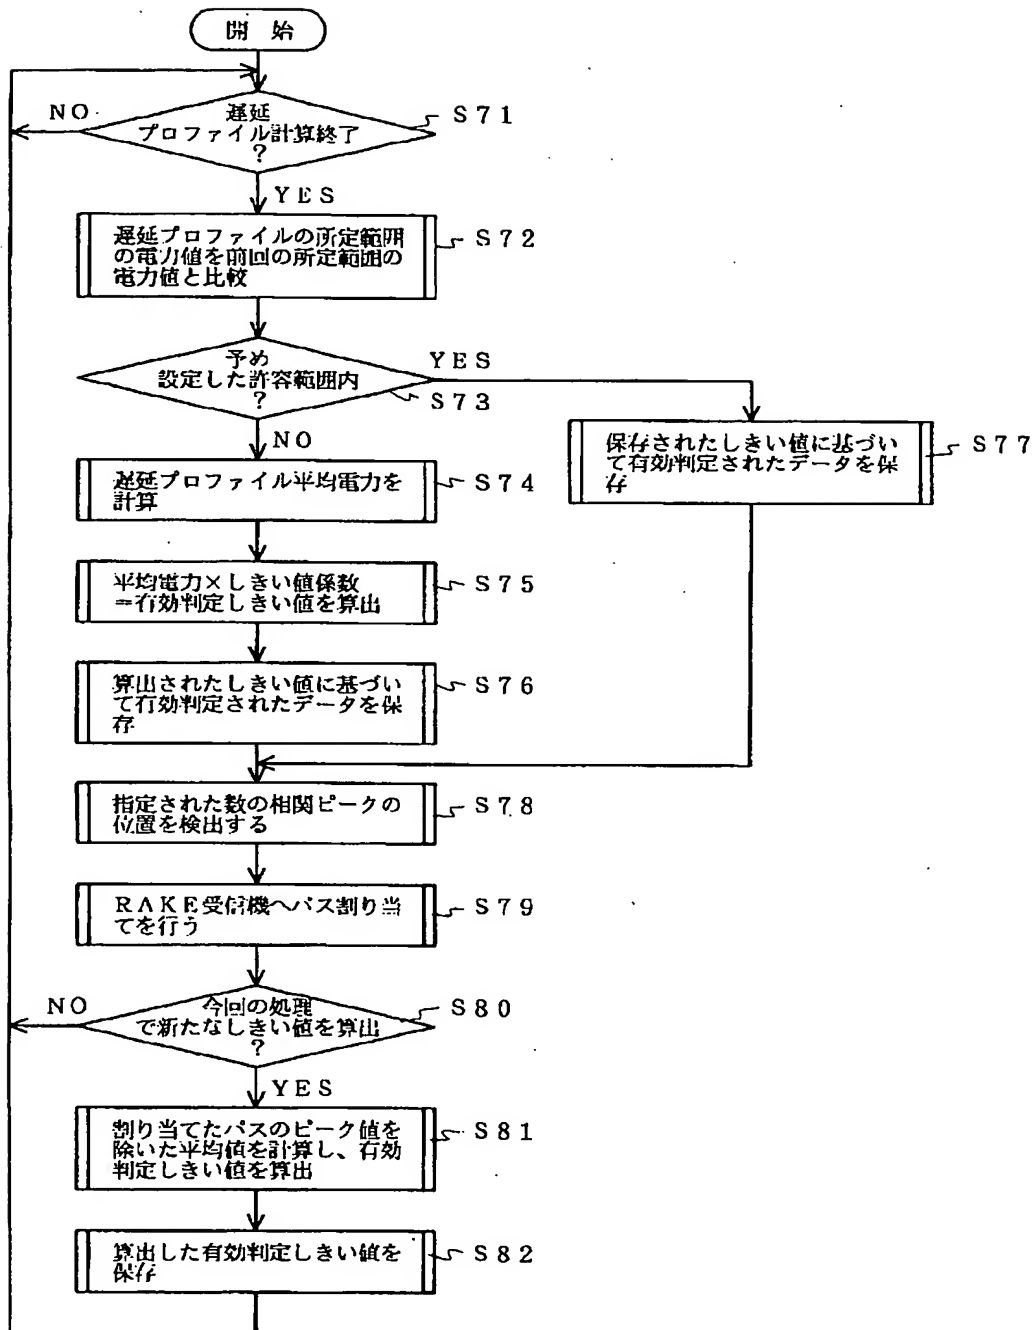 開 始
NO
遅延
プロファイル計算終了
?
S71
YES
遅延プロファイルの所定範囲
の電力値を前回の所定範囲の
電力値と比較
S72
予め
設定した許容範囲内
?
YES
S73
NO
保存されたしきい値に基づい
て有効判定されたデータを保
存
S77
遅延プロファイル平均電力を
計算
S74
平均電力×しきい値係数
=有効判定しきい値を算出
S75
算出されたしきい値に基づい
て有効判定されたデータを保
存
S76
指定された数の相関ピークの
位置を検出する
S78
RAKE受信機へパス割り当
てを行う
S79
NO
今回の処理
で新たなしきい値を算出
?
S80
YES
割り当てたパスのピーク値を
除いた平均値を計算し、有効
判定しきい値を算出
S81
算出した有効判定しきい値を
保存
S82